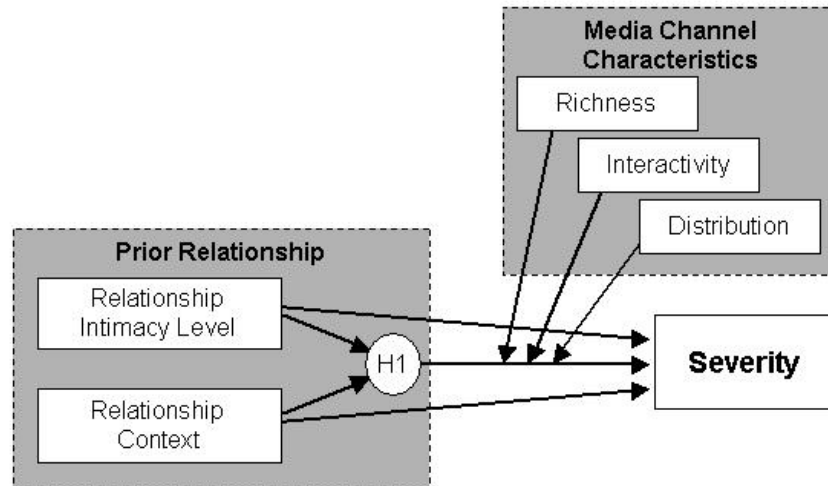 Media Channel
Characteristics
Richness
Interactivity
Distribution
Prior Relationship
Relationship
Intimacy Level
H1
Relationship
Context
Severity